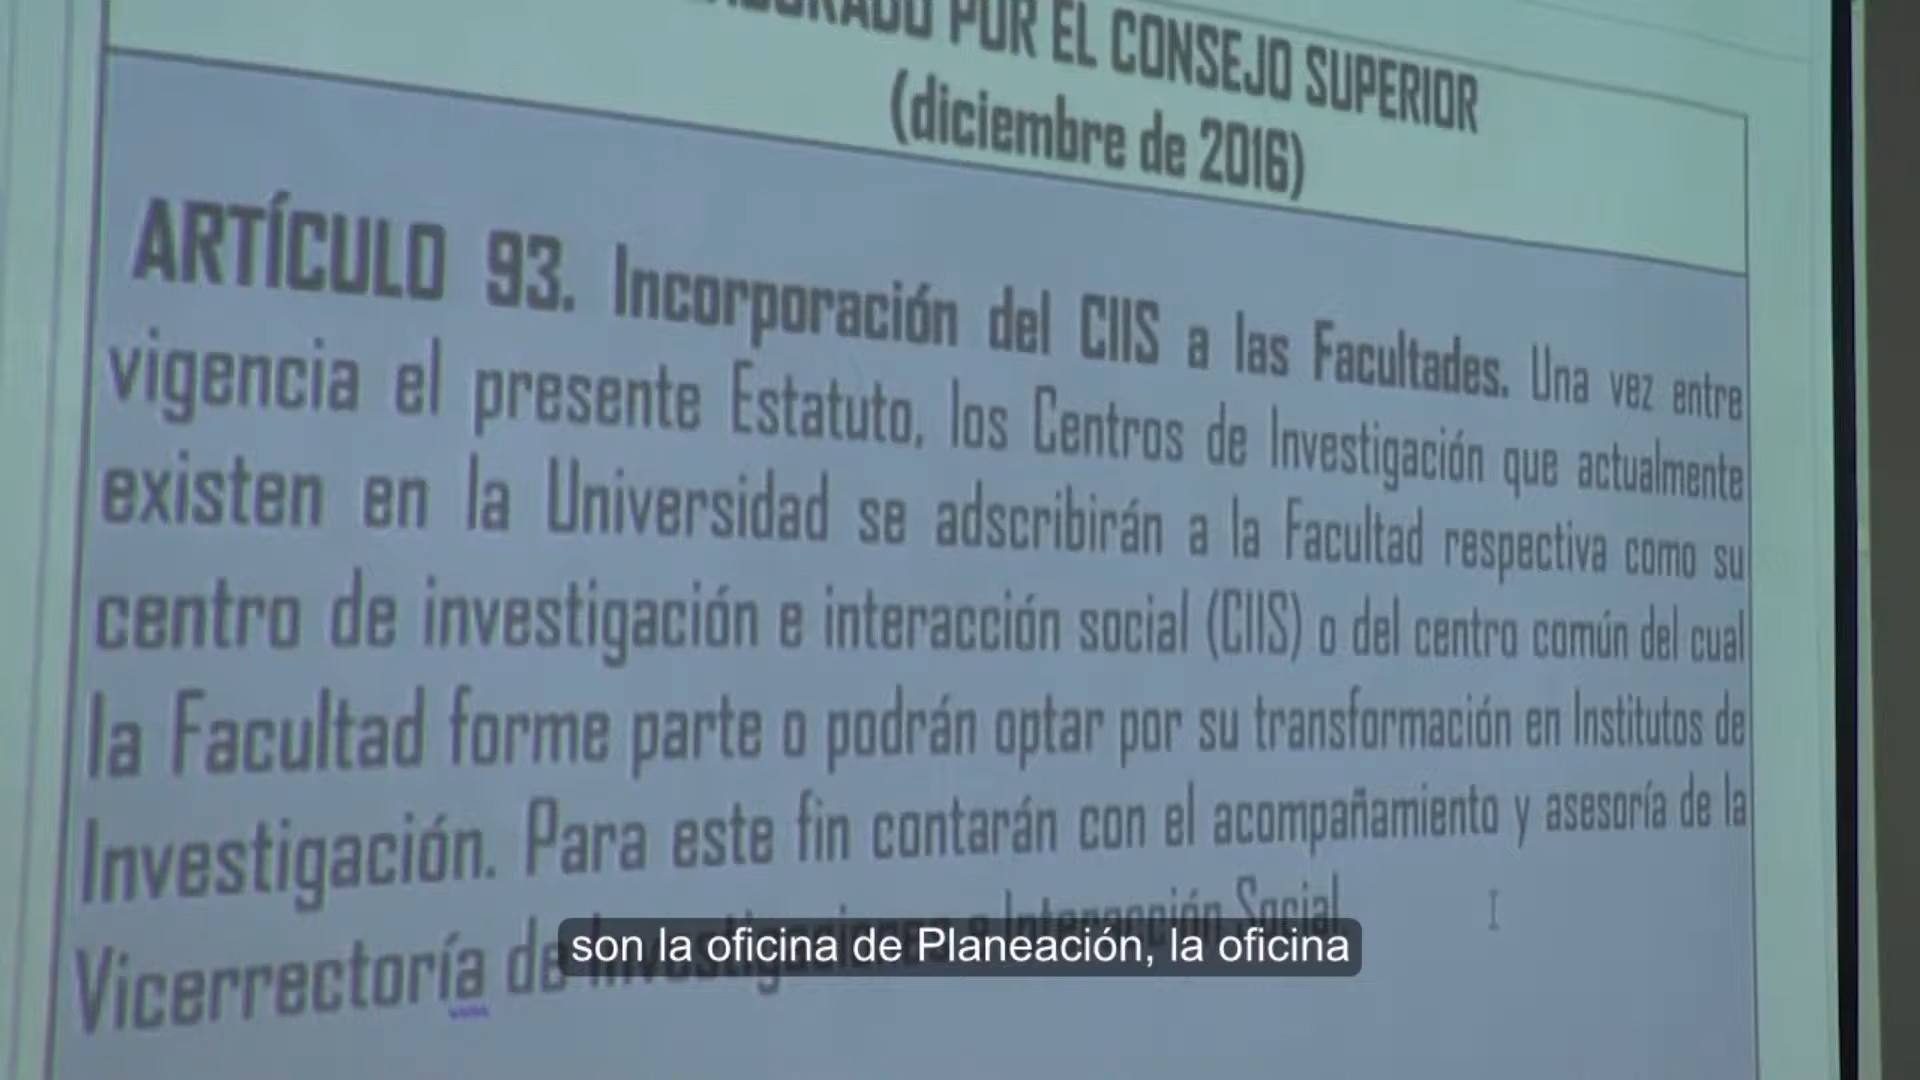 POR EL CONSEJO SUPERIOR
(diciembre de 2016)
ARTÍCULO 93. Incorporación del CIIS a las Facultades. Una vez entre
vigencia el presente Estatuto, los Centros de Investigación que actualmente
existen en la Universidad se adscribirán a la Facultad respectiva como su
centro de investigación e interacción social (CIIS) o del centro común del cual
la Facultad forme parte o podrán optar por su transformación en Institutos de
Investigación. Para este fin contarán con el acompañamiento y asesoría de la
Vicerrectoría de Investigaciones e Interacción Social
son la oficina de Planeación, la oficina